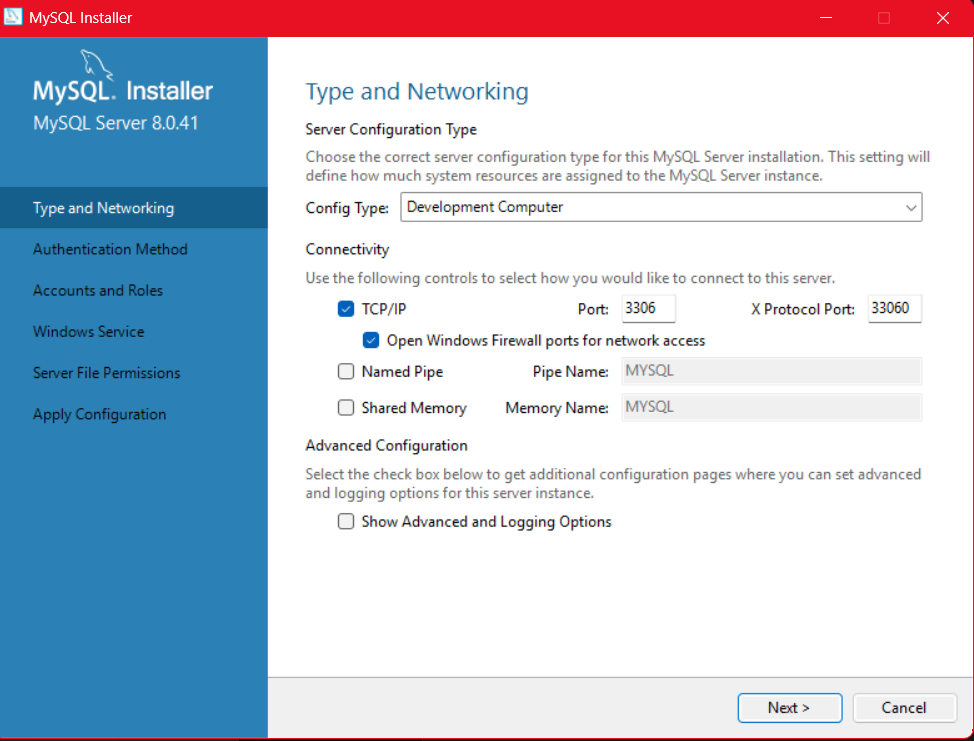 MySQL Installer
MySQL. Installer
MySQL Server 8.0.41
Type and Networking
Authentication Method
Accounts and Roles
Windows Service
Server File Permissions
Apply Configuration
Type and Networking
Server Configuration Type
Choose the correct server configuration type for this MySQL Server installation. This setting will
define how much system resources are assigned to the MySQL Server instance.
Config Type: Development Computer
Connectivity
Use the following controls to select how you would like to connect to this server.
TCP/IP Port: 3306 X Protocol Port: 33060
Open Windows Firewall ports for network access
Named Pipe Pipe Name: MYSQL
Shared Memory Memory Name: MYSQL
Advanced Configuration
Select the check box below to get additional configuration pages where you can set advanced
and logging options for this server instance.
Show Advanced and Logging Options
Next > Cancel